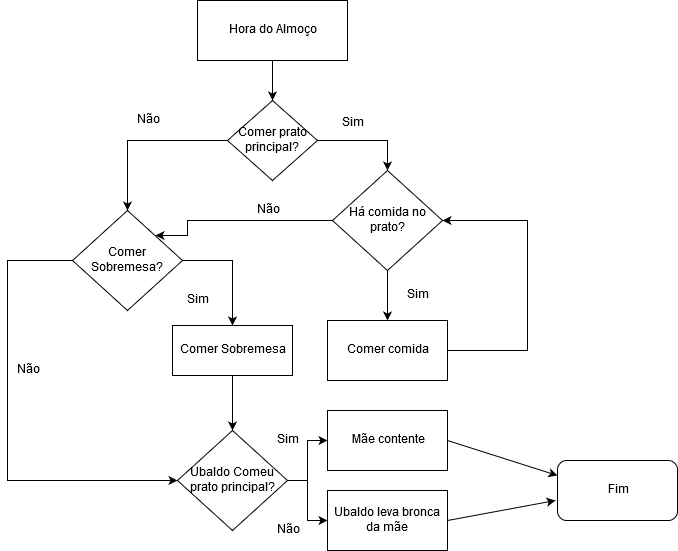 Hora do Almoço
Não
Comer prato
principal?
Sim
Não
Há comida no
prato?
Comer
Sobremesa?
Sim
Sim
Comer Sobremesa
Comer comida
Não
Sim
Mãe contente
Ubaldo Comeu
prato principal?
Fim
Não
Ubaldo leva bronca
da mãe